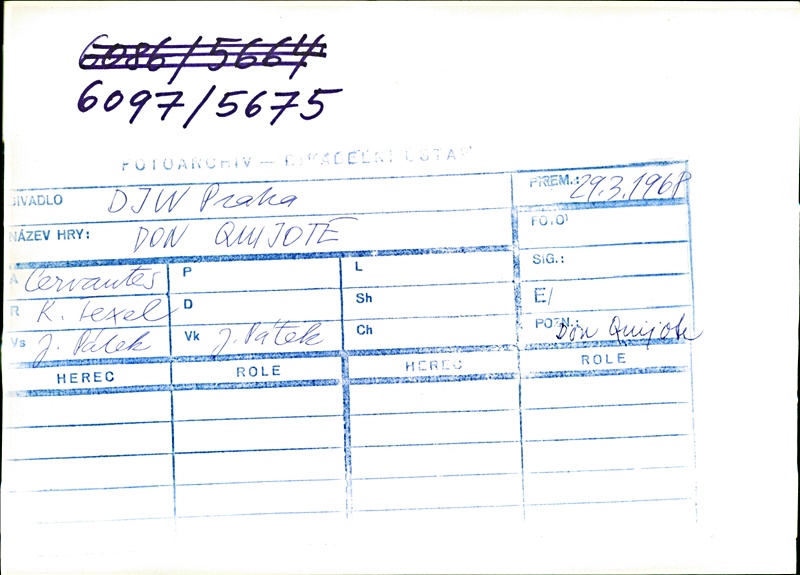 6086/5664
6097/5675
FOTOARCHIV — DIVADELNÍ ÚSTAV
DIVADLO DJW Praha PREM.: 29.3.1968
NÁZEV HRY: DON QUIJOTE FOTO:
A Cervantes P L SIG.:
R K. Texel D Sh E/
Vs J. Pátek Vk J. Pátek Ch POZN.: Don Quijote
HEREC ROLE HEREC ROLE